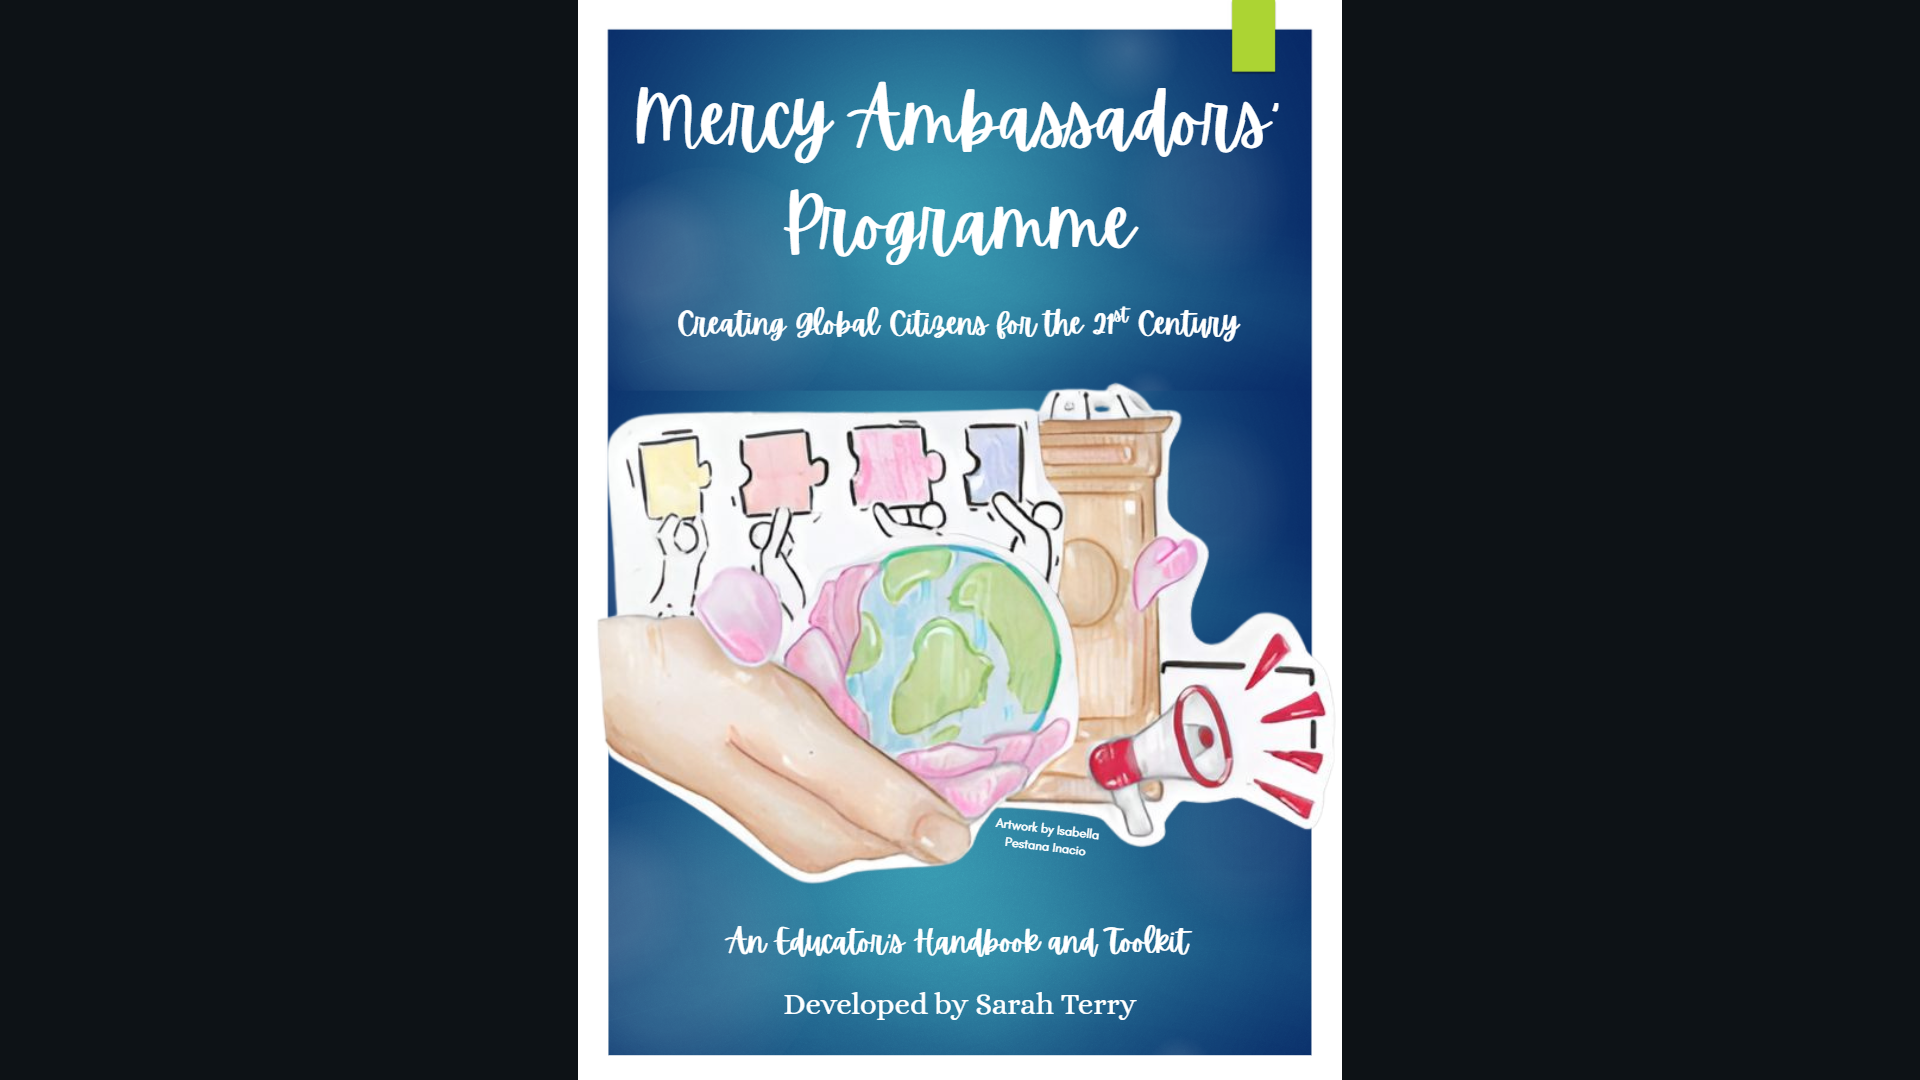 Mercy Ambassadors'
Programme
Creating Global Citizens for the 21st Century
Artwork by Isabella
Pestana Inacio
An Educator's Handbook and Toolkit
Developed by Sarah Terry